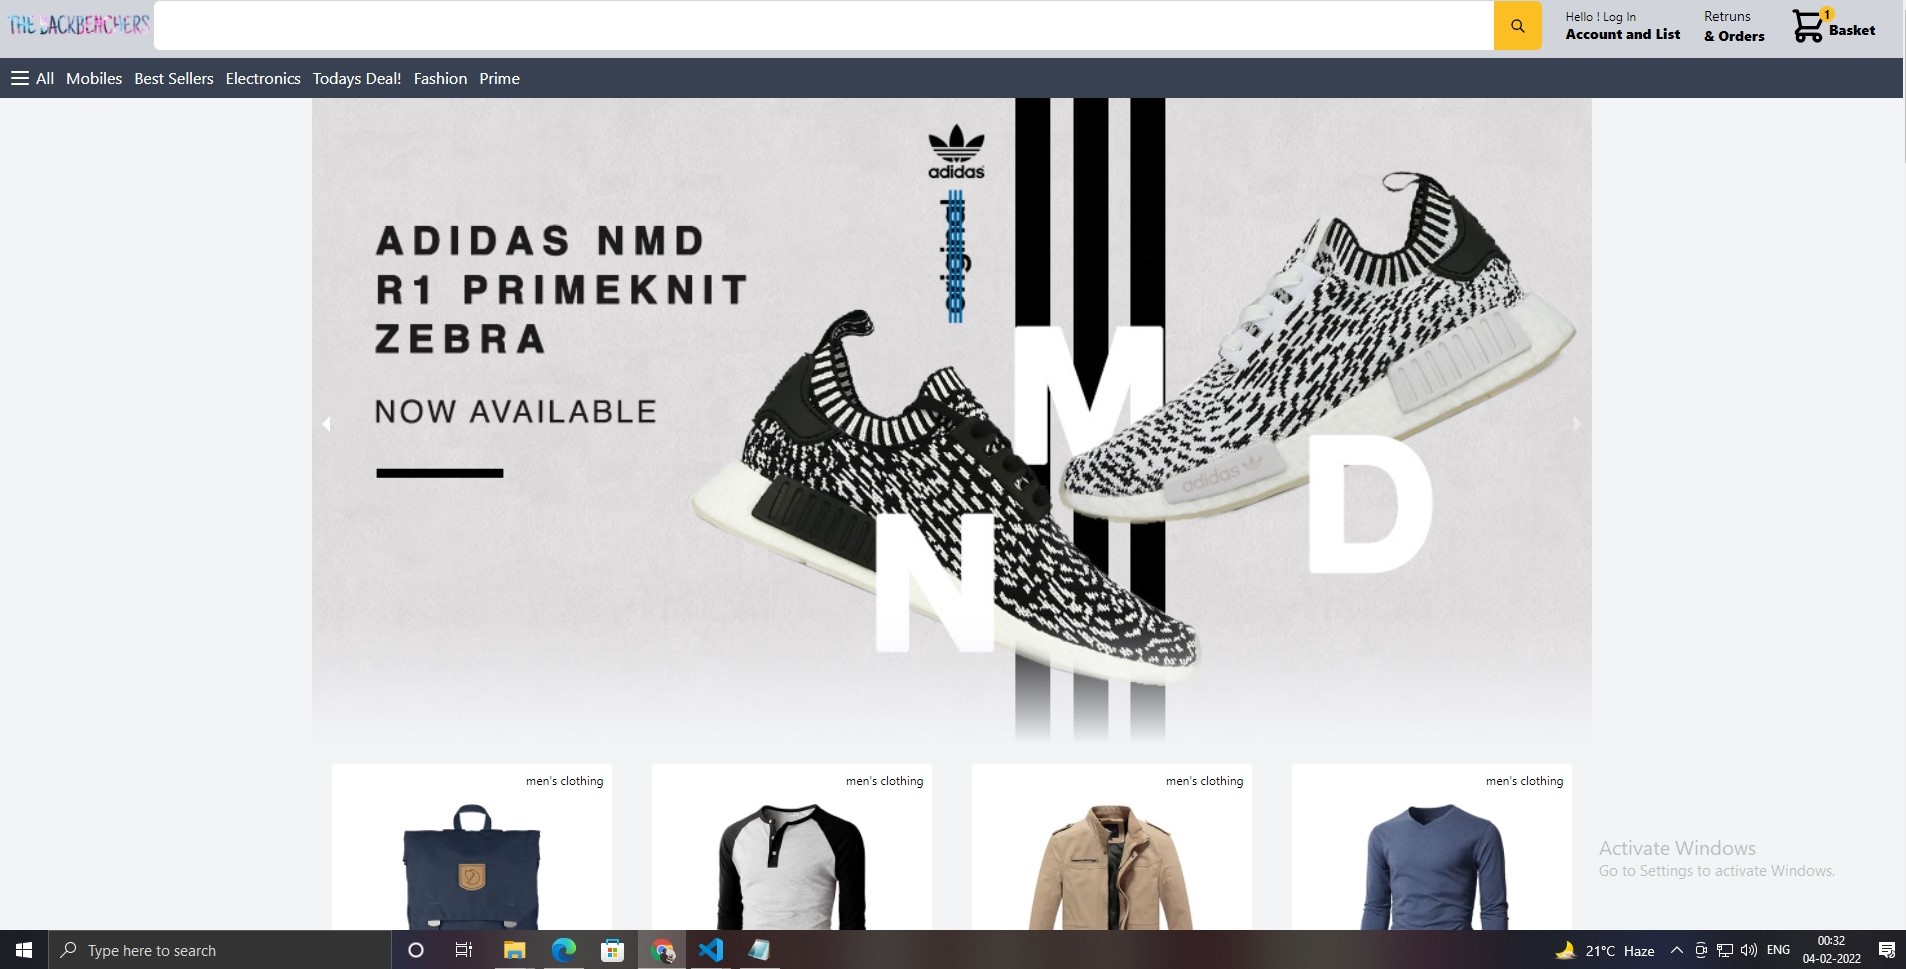 THE BACKBENCHERS
Hello ! Log In
Account and List
Retruns
& Orders
1
Basket
All Mobiles Best Sellers Electronics Todays Deal! Fashion Prime
adidas
original
ADIDAS NMD
R1 PRIMEKNIT
ZEBRA
NOW AVAILABLE
N
M
D
adidas
men's clothing
men's clothing
men's clothing
men's clothing
Activate Windows
Go to Settings to activate Windows.
Type here to search
21°C Haze
ENG
00:32
04-02-2022